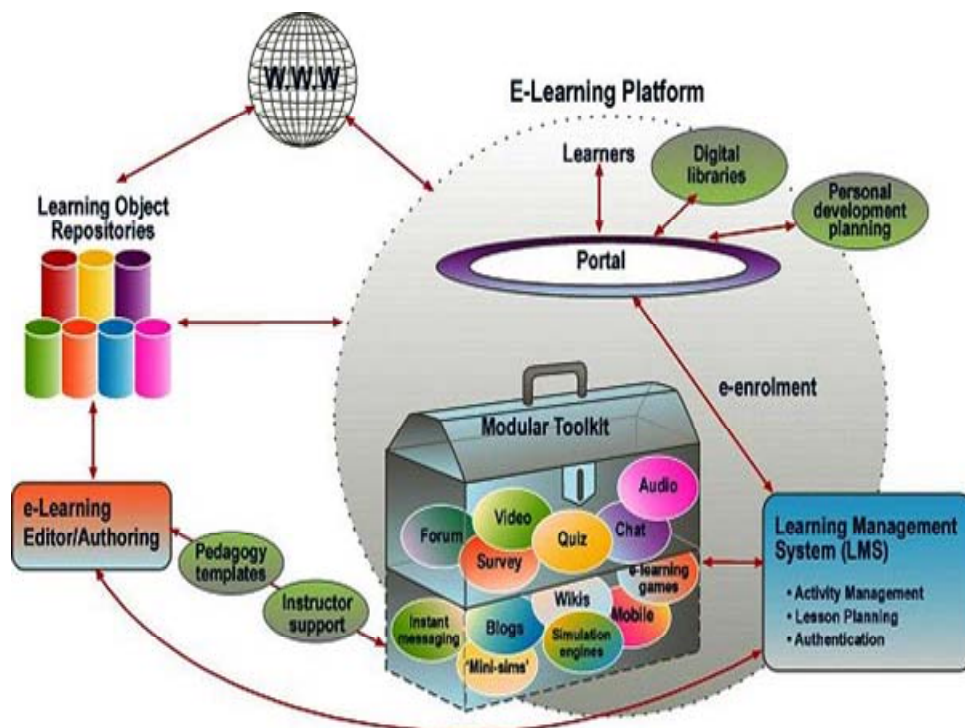 W.W.W
E-Learning Platform
Learners
Digital
libraries
Personal
development
planning
Learning Object
Repositories
Portal
e-enrolment
Modular Toolkit
Audio
Video
Forum
Quiz
Chat
Survey
e-learning
games
Wikis
Mobile
Instant
messaging
Blogs
Simulation
engines
'Mini-sims'
e-Learning
Editor/Authoring
Pedagogy
templates
Instructor
support
Learning Management
System (LMS)
• Activity Management
• Lesson Planning
• Authentication